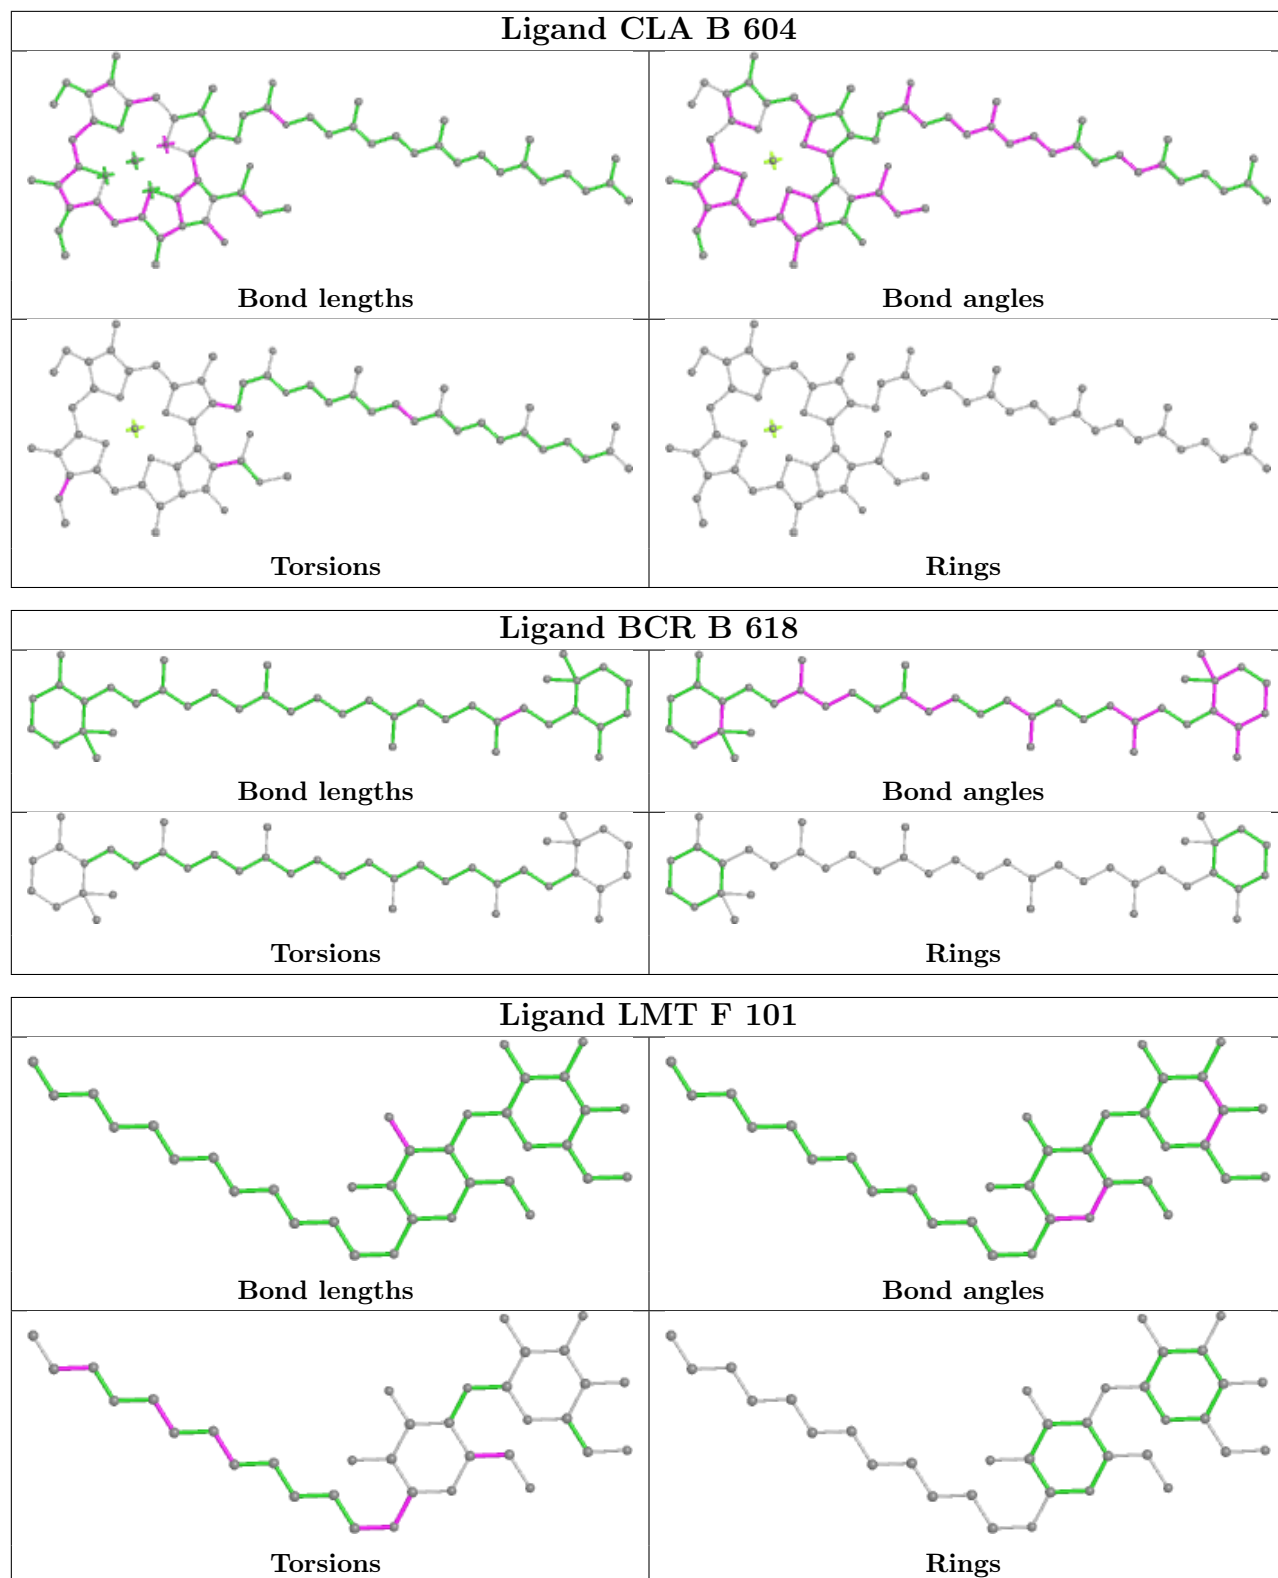 Ligand CLA B 604
Bond lengths
Bond angles
Torsions
Rings
Ligand BCR B 618
Bond lengths
Bond angles
Torsions
Rings
Ligand LMT F 101
Bond lengths
Bond angles
Torsions
Rings